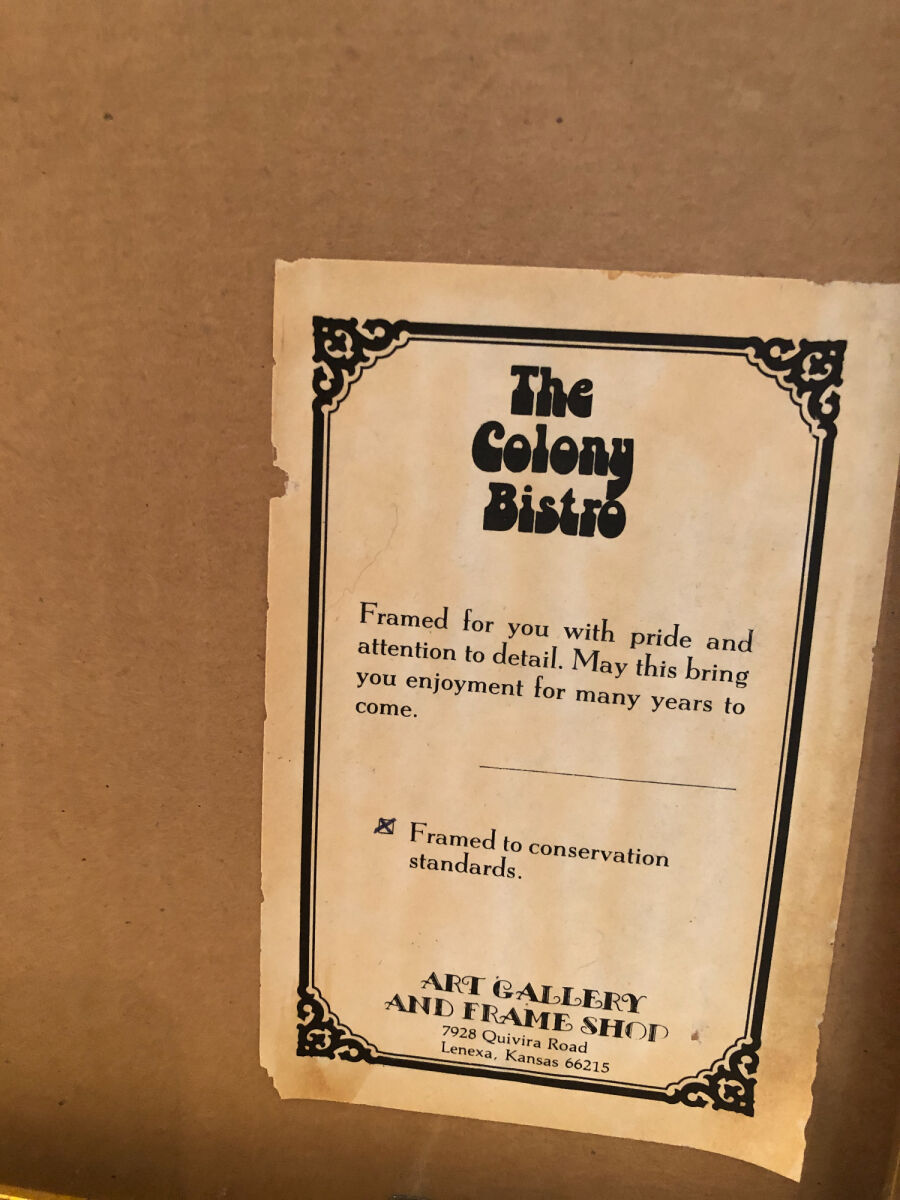 The
Colony
Bistro
Framed for you with pride and
attention to detail. May this bring
you enjoyment for many years to
come.
Framed to conservation
standards.
ART GALLERY
AND FRAME SHOP
7928 Quivira Road
Lenexa, Kansas 66215